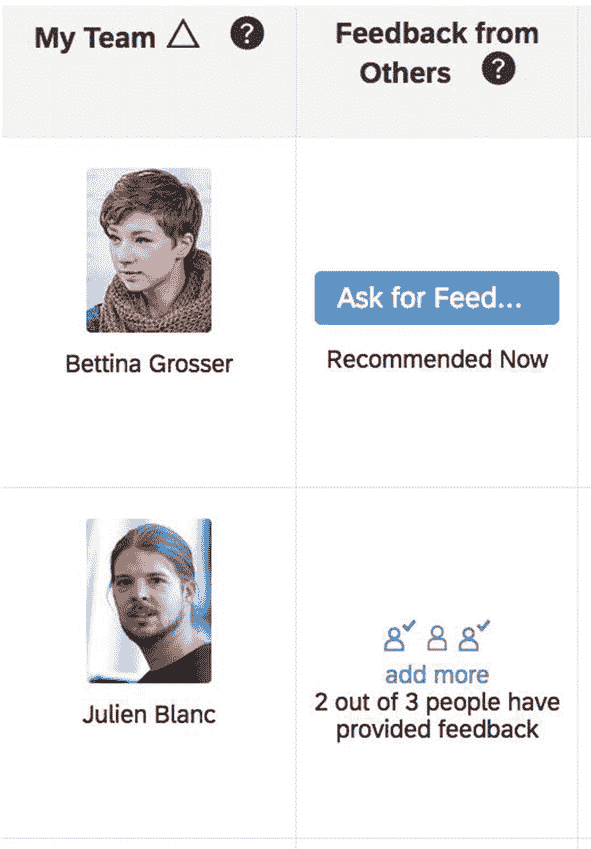 My Team △ ?
Feedback from
Others ?
Bettina Grosser
Ask for Feed...
Recommended Now
Julien Blanc
add more
2 out of 3 people have
provided feedback